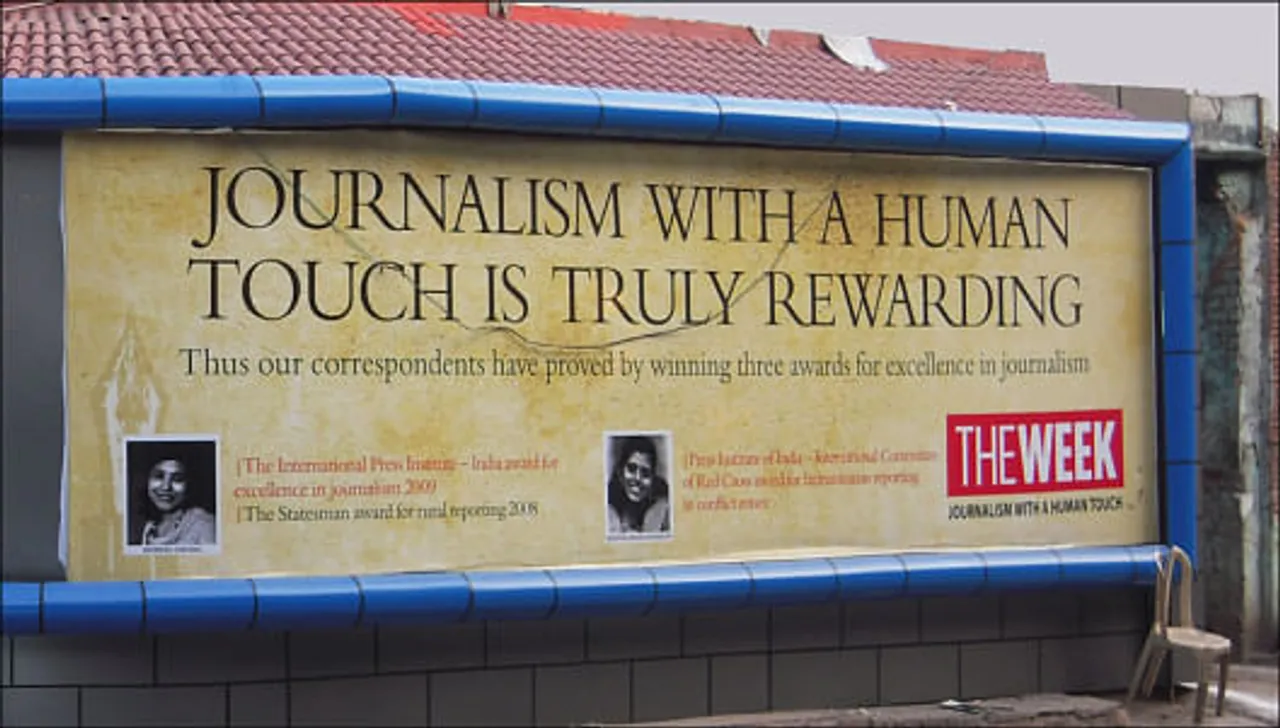 JOURNALISM WITH A HUMAN
TOUCH IS TRULY REWARDING
Thus our correspondents have proved by winning three awards for excellence in journalism
|The International Press Institute – India award for
excellence in journalism 2009
|The Statesman award for rural reporting 2008
|Press Institute of India – International Committee
of Red Cross award for humanitarian reporting
in conflict zones
THE WEEK
JOURNALISM WITH A HUMAN TOUCH